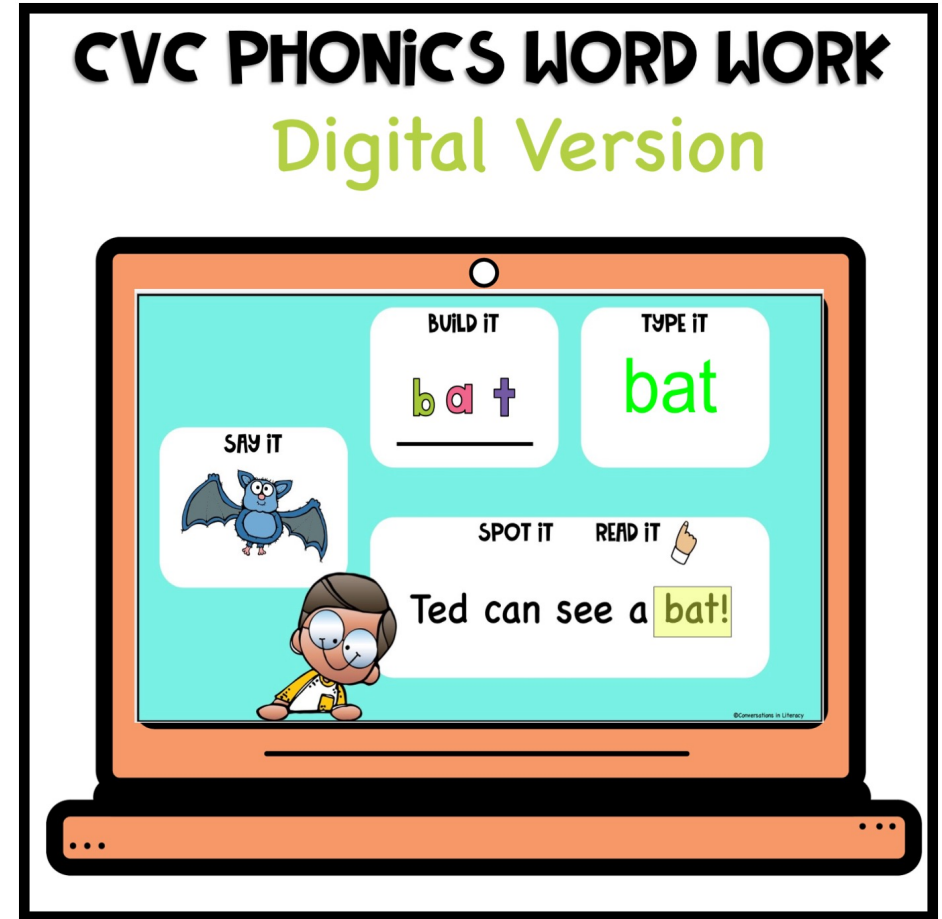 CVC PHONiCS WORD WORK
Digital Version
BUiLD iT
b a t
TYPE iT
bat
SAY iT
SPOT iT READ iT
Ted can see a bat!
©Conversations in Literacy